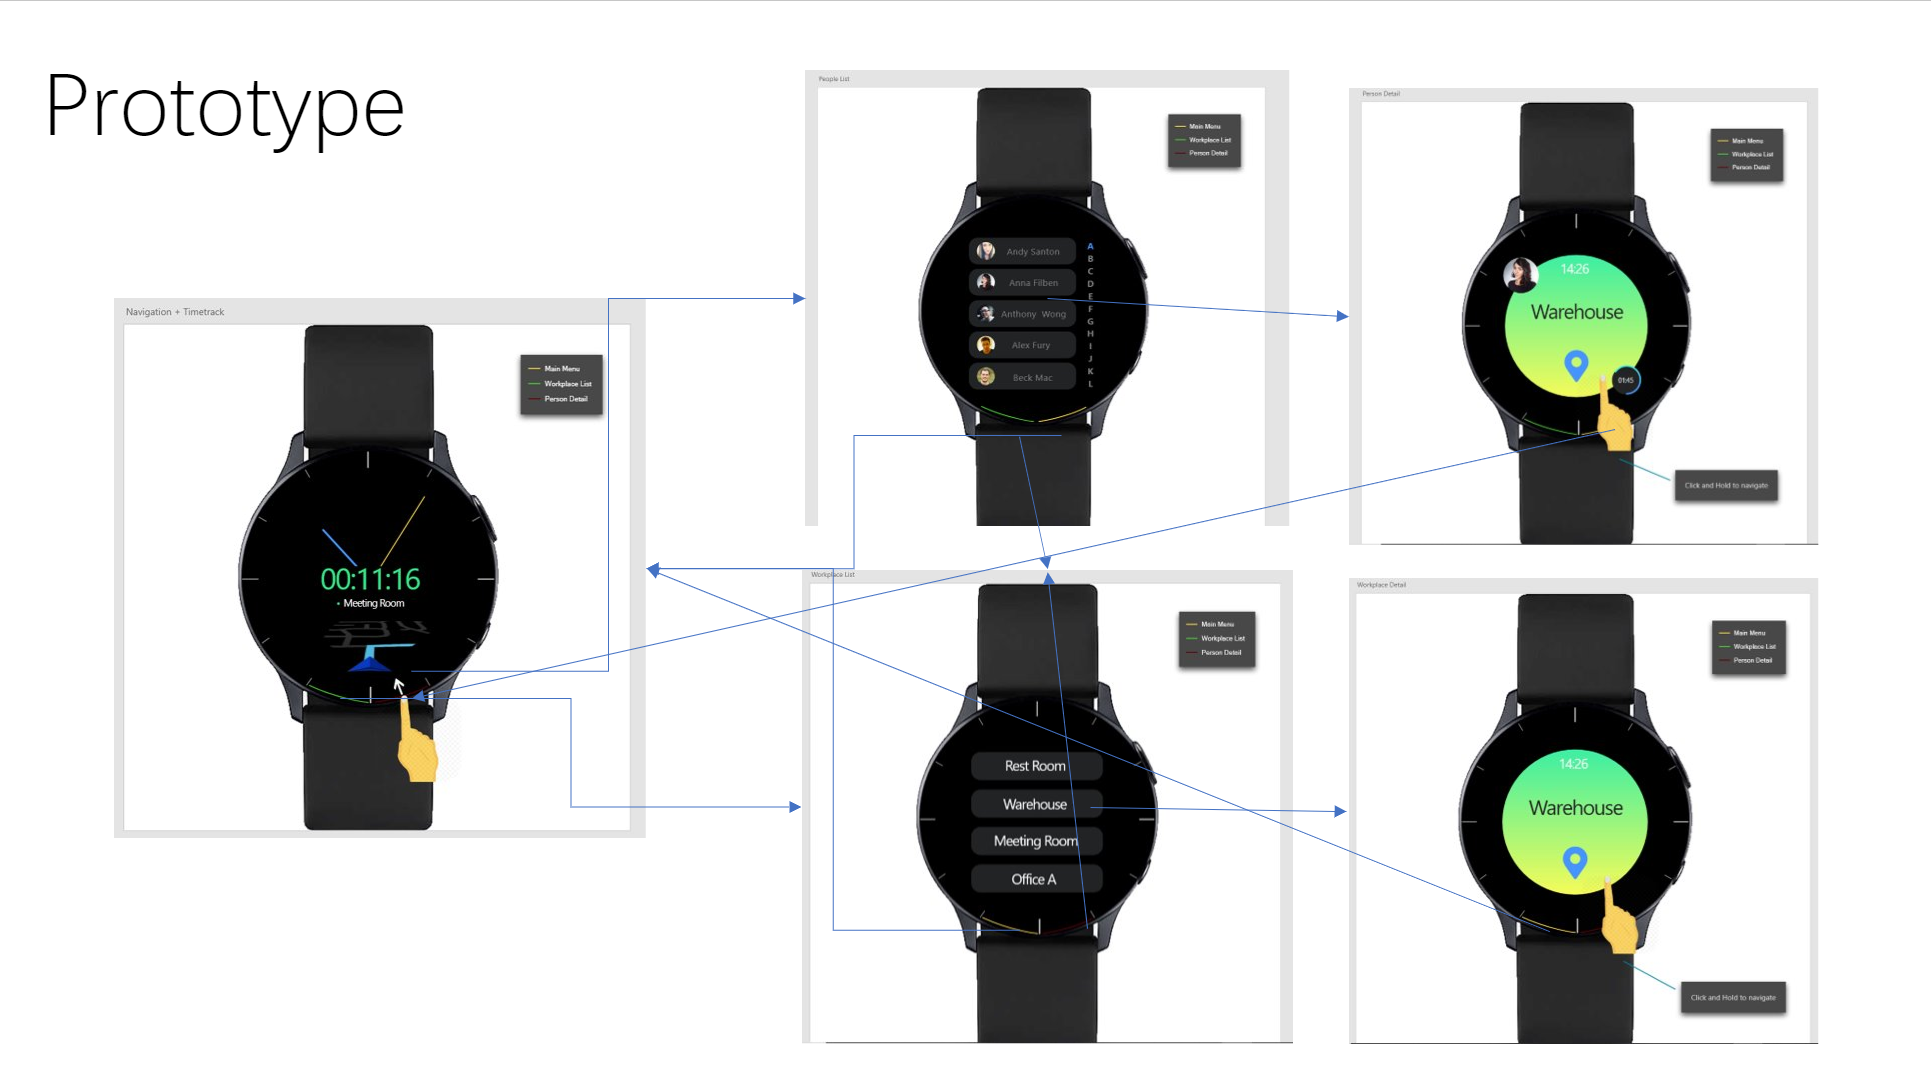 Prototype
Navigation + Timetrack
Main Menu
Workplace List
Person Detail
00:11:16
• Meeting Room
People List
Main Menu
Workplace List
Person Detail
Andy Santon
Anna Filben
Anthony Wong
Alex Fury
Beck Mac
A
B
C
D
E
F
G
H
I
J
K
L
Person Detail
Main Menu
Workplace List
Person Detail
14:26
Warehouse
01:45
Click and Hold to navigate
Workplace List
Main Menu
Workplace List
Person Detail
Rest Room
Warehouse
Meeting Room
Office A
Workplace Detail
Main Menu
Workplace List
Person Detail
14:26
Warehouse
Click and Hold to navigate